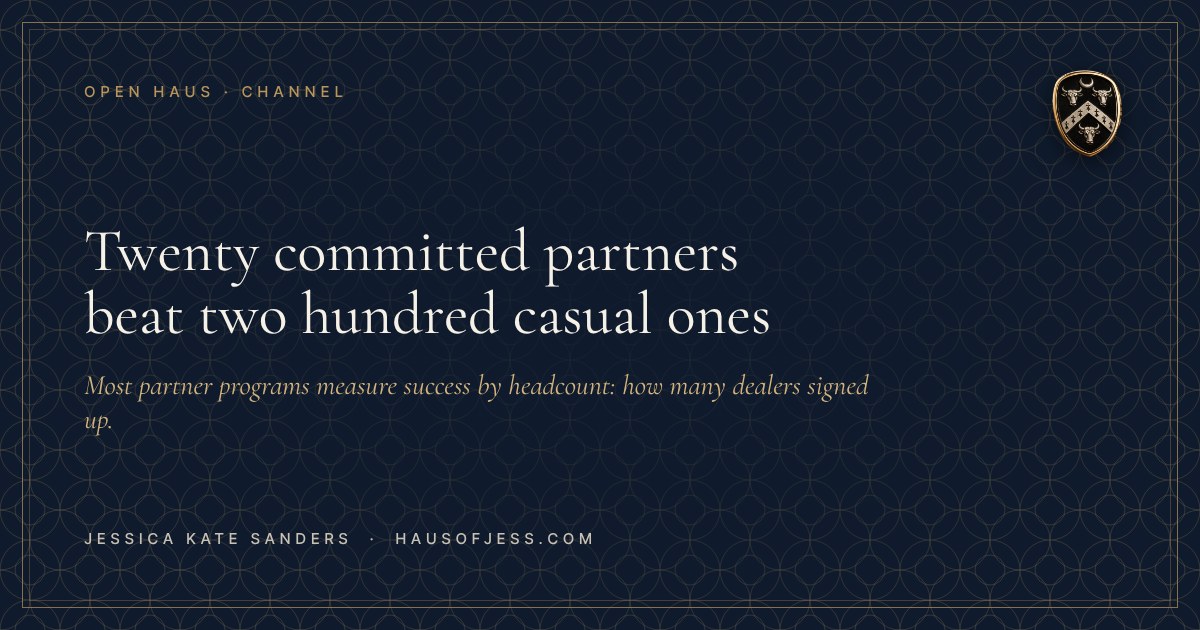 OPEN HAUS · CHANNEL
Twenty committed partners
beat two hundred casual ones
Most partner programs measure success by headcount: how many dealers signed
up.
JESSICA KATE SANDERS · HAUSOFJESS.COM